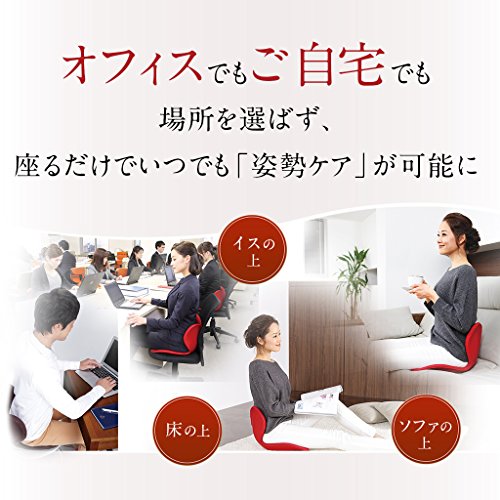 オフィスでもご自宅でも
場所を選ばず、
座るだけでいつでも「姿勢ケア」が可能に
イスの
上
床の上
ソファの
上